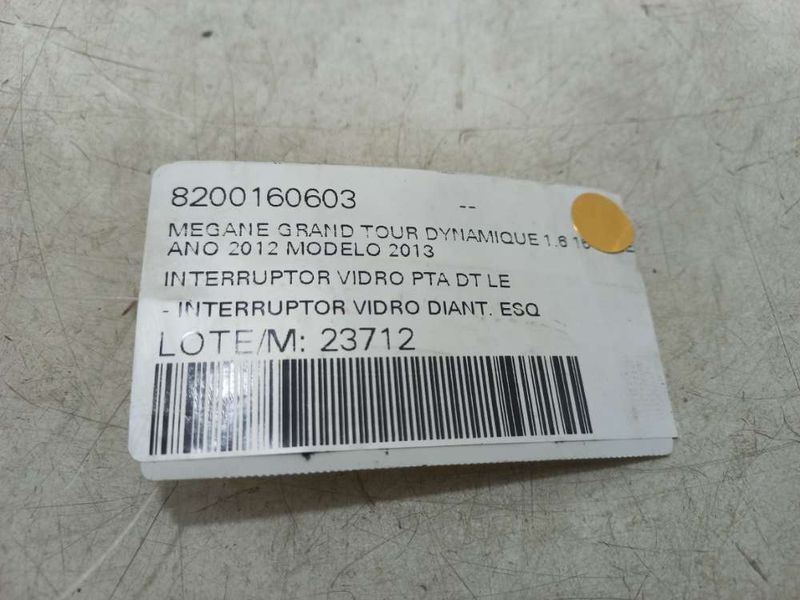 8200160603 --
MEGANE GRAND TOUR DYNAMIQUE 1.6
ANO 2012 MODELO 2013
INTERRUPTOR VIDRO PTA DT LE
- INTERRUPTOR VIDRO DIANT. ESQ
LOTE/M: 23712